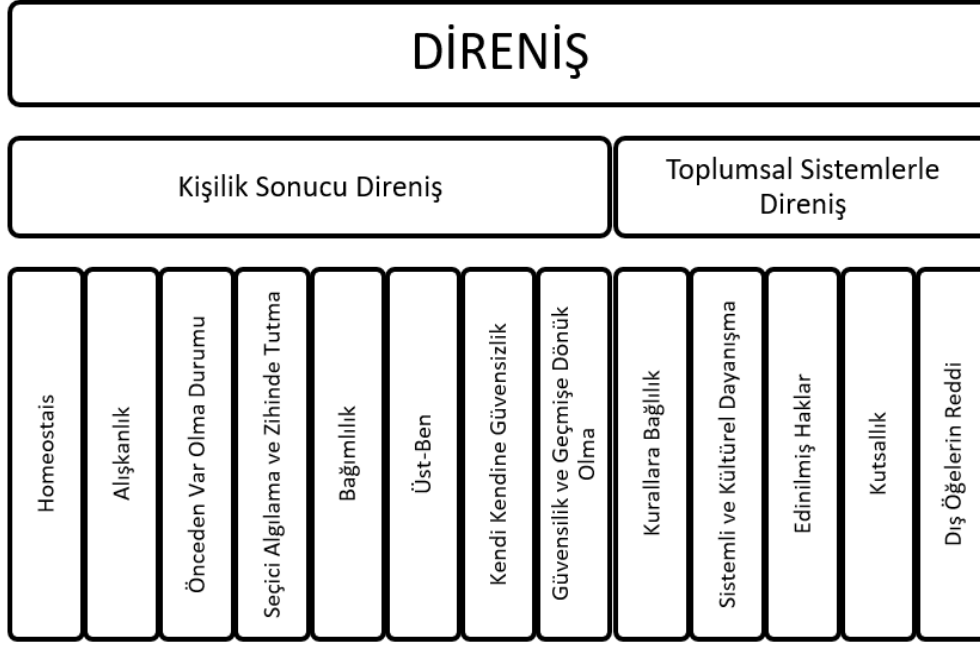 DİRENİŞ
Kişilik Sonucu Direniş
Toplumsal Sistemlerle
Direniş
Homeostais
Alışkanlık
Önceden Var Olma Durumu
Seçici Algılama ve Zihinde Tutma
Bağımlılık
Üst-Ben
Kendi Kendine Güvensizlik
Güvensilik ve Geçmişe Dönük
Olma
Kurallara Bağlılık
Sistemli ve Kültürel Dayanışma
Edinilmiş Haklar
Kutsallık
Dış Öğelerin Reddi